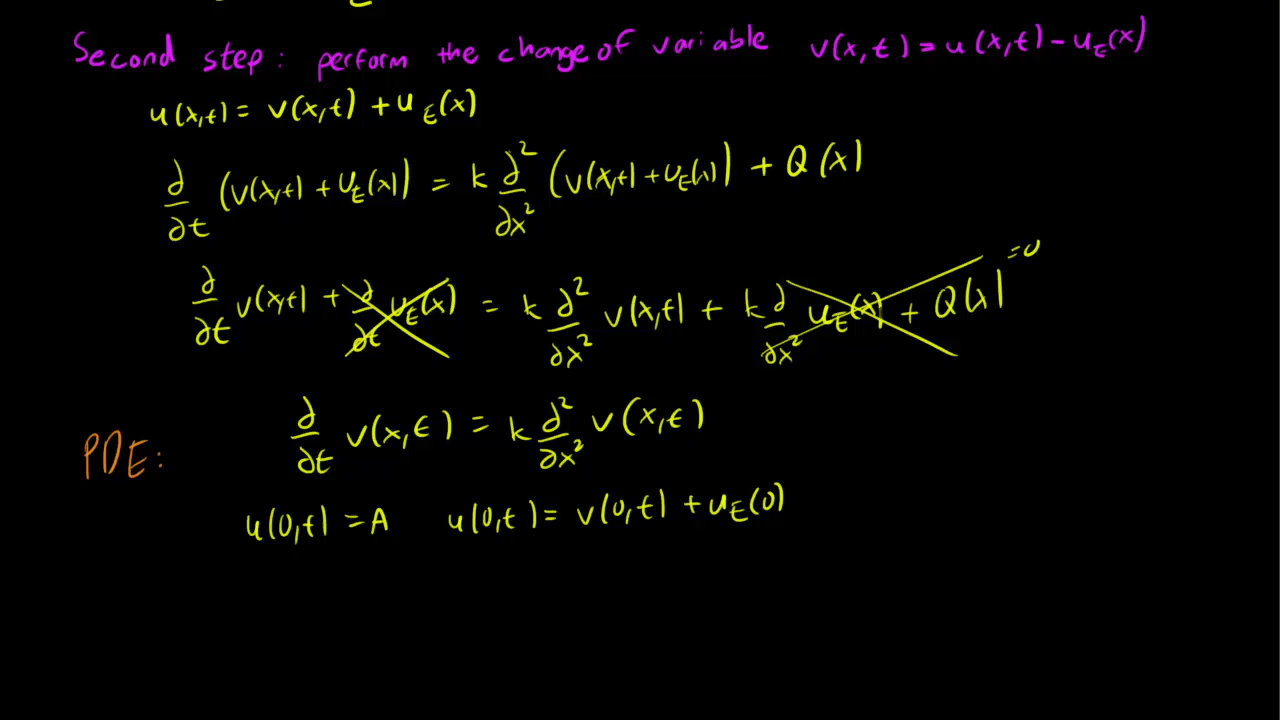 Second step: perform the change of variable v(x,t) = u(x,t) - u_E(x)
u(x,t) = v(x,t) + u_E(x)
∂/∂t (v(x,t) + u_E(x)) = k ∂²/∂x² (v(x,t) + u_E(x)) + Q(x)
∂/∂t v(x,t) + ∂/∂t u_E(x) = k ∂²/∂x² v(x,t) + k ∂/∂x² u_E(x) + Q(x) =0
PDE: ∂/∂t v(x,t) = k ∂²/∂x² v(x,t)
u(0,t) = A u(0,t) = v(0,t) + u_E(0)